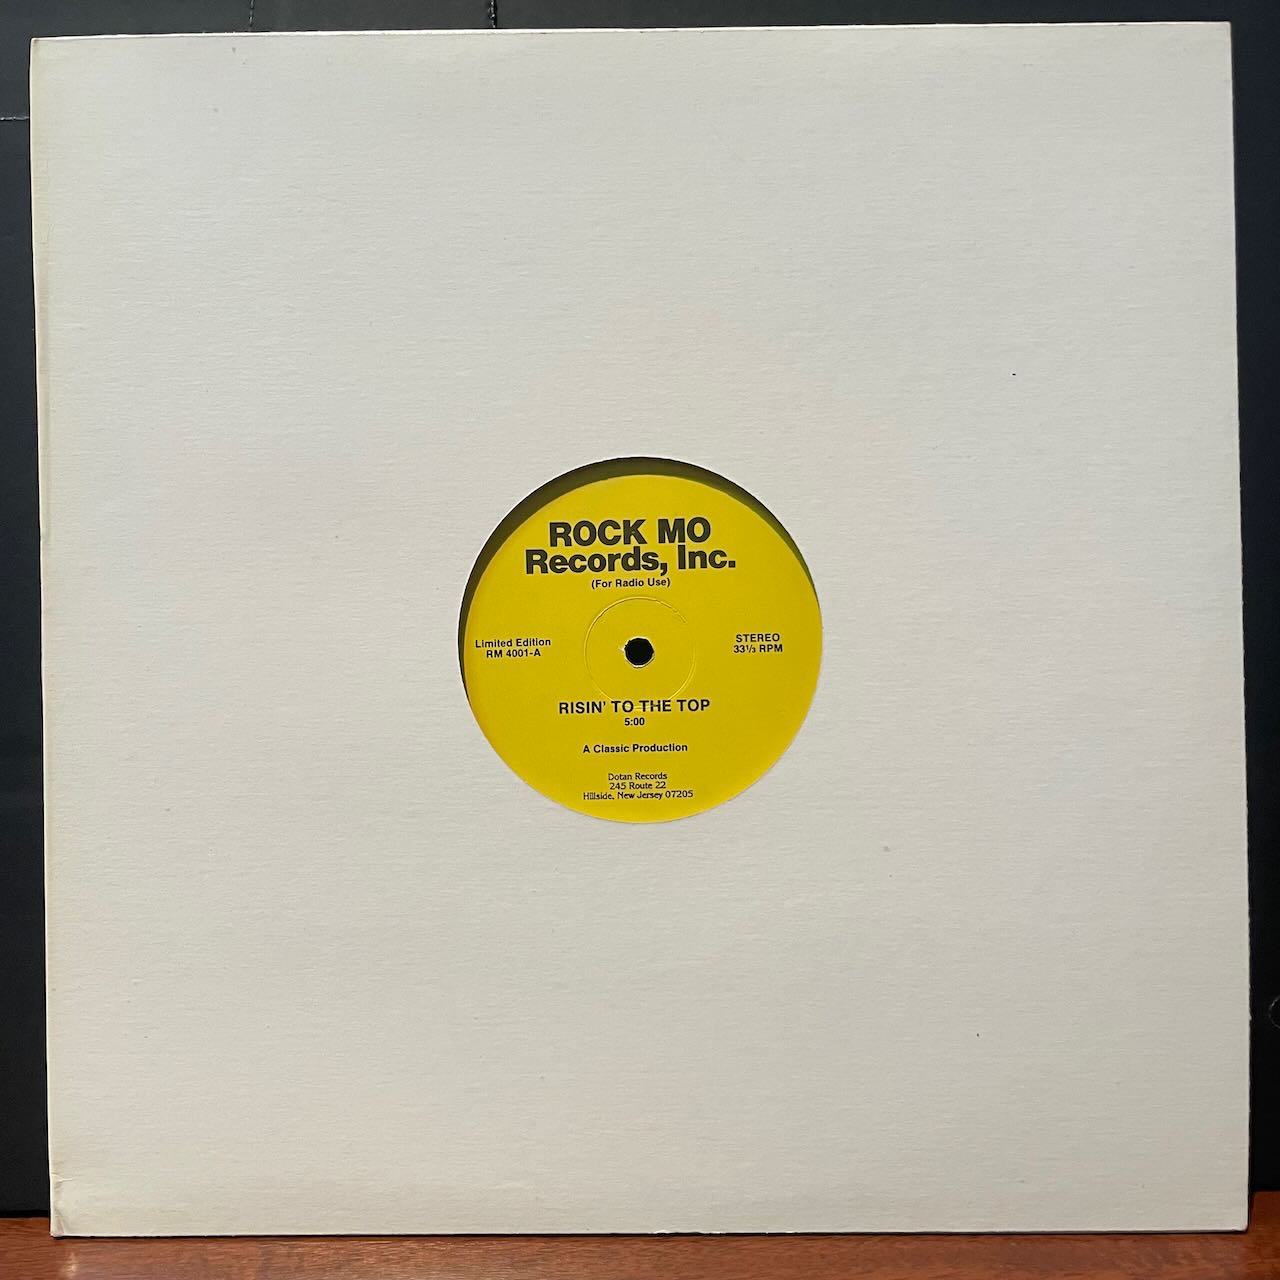 ROCK MO
Records, Inc.
(For Radio Use)
Limited Edition
RM 4001-A
STEREO
33⅓ RPM
RISIN' TO THE TOP
5:00
A Classic Production
Dotan Records
245 Route 22
Hillside, New Jersey 07205